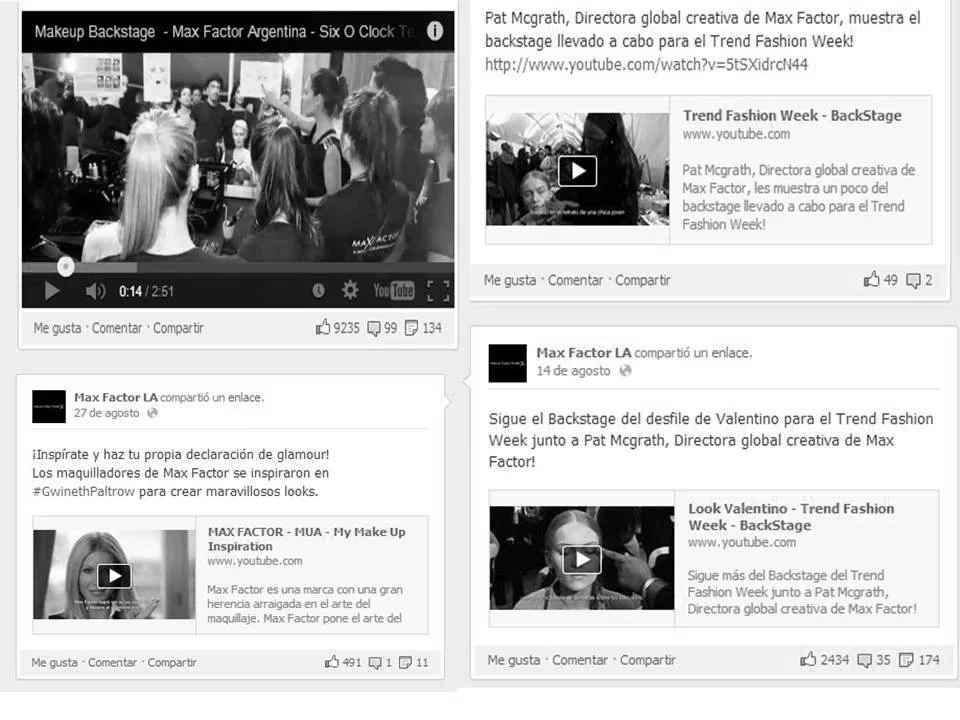 Makeup Backstage - Max Factor Argentina - Six O Clock Te
MAXFACTOR
0:14 / 2:51
YouTube
Me gusta · Comentar · Compartir
9235 99 134
Max Factor LA compartió un enlace.
27 de agosto
¡Inspírate y haz tu propia declaración de glamour!
Los maquilladores de Max Factor se inspiraron en
#GwinethPaltrow para crear maravillosos looks.
MAX FACTOR - MUA - My Make Up
Inspiration
www.youtube.com
Max Factor es una marca con una gran
herencia arraigada en el arte del
maquillaje. Max Factor pone el arte del
Me gusta · Comentar · Compartir
491 1 11
Pat Mcgrath, Directora global creativa de Max Factor, muestra el
backstage llevado a cabo para el Trend Fashion Week!
http://www.youtube.com/watch?v=5tSXidrcN44
Trend Fashion Week - BackStage
www.youtube.com
Pat Mcgrath, Directora global creativa de
Max Factor, les muestra un poco del
backstage llevado a cabo para el Trend
Fashion Week!
Me gusta · Comentar · Compartir
49 2
Max Factor LA compartió un enlace.
14 de agosto
Sigue el Backstage del desfile de Valentino para el Trend Fashion
Week junto a Pat Mcgrath, Directora global creativa de Max
Factor!
Look Valentino - Trend Fashion
Week - BackStage
www.youtube.com
Sigue más del Backstage del Trend
Fashion Week junto a Pat Mcgrath,
Directora global creativa de Max Factor!
Me gusta · Comentar · Compartir
2434 35 174